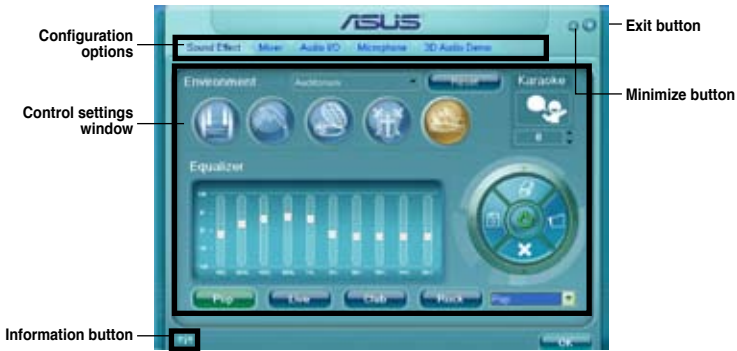 ASUS
Exit button
Configuration options
Sound Effect Mixer Audio I/O Microphone 3D Audio Demo
Environment Auditorium Reset Karaoke
Minimize button
Control settings window
0
Equalizer
Pop Live Club Rock Pop
Information button
OK